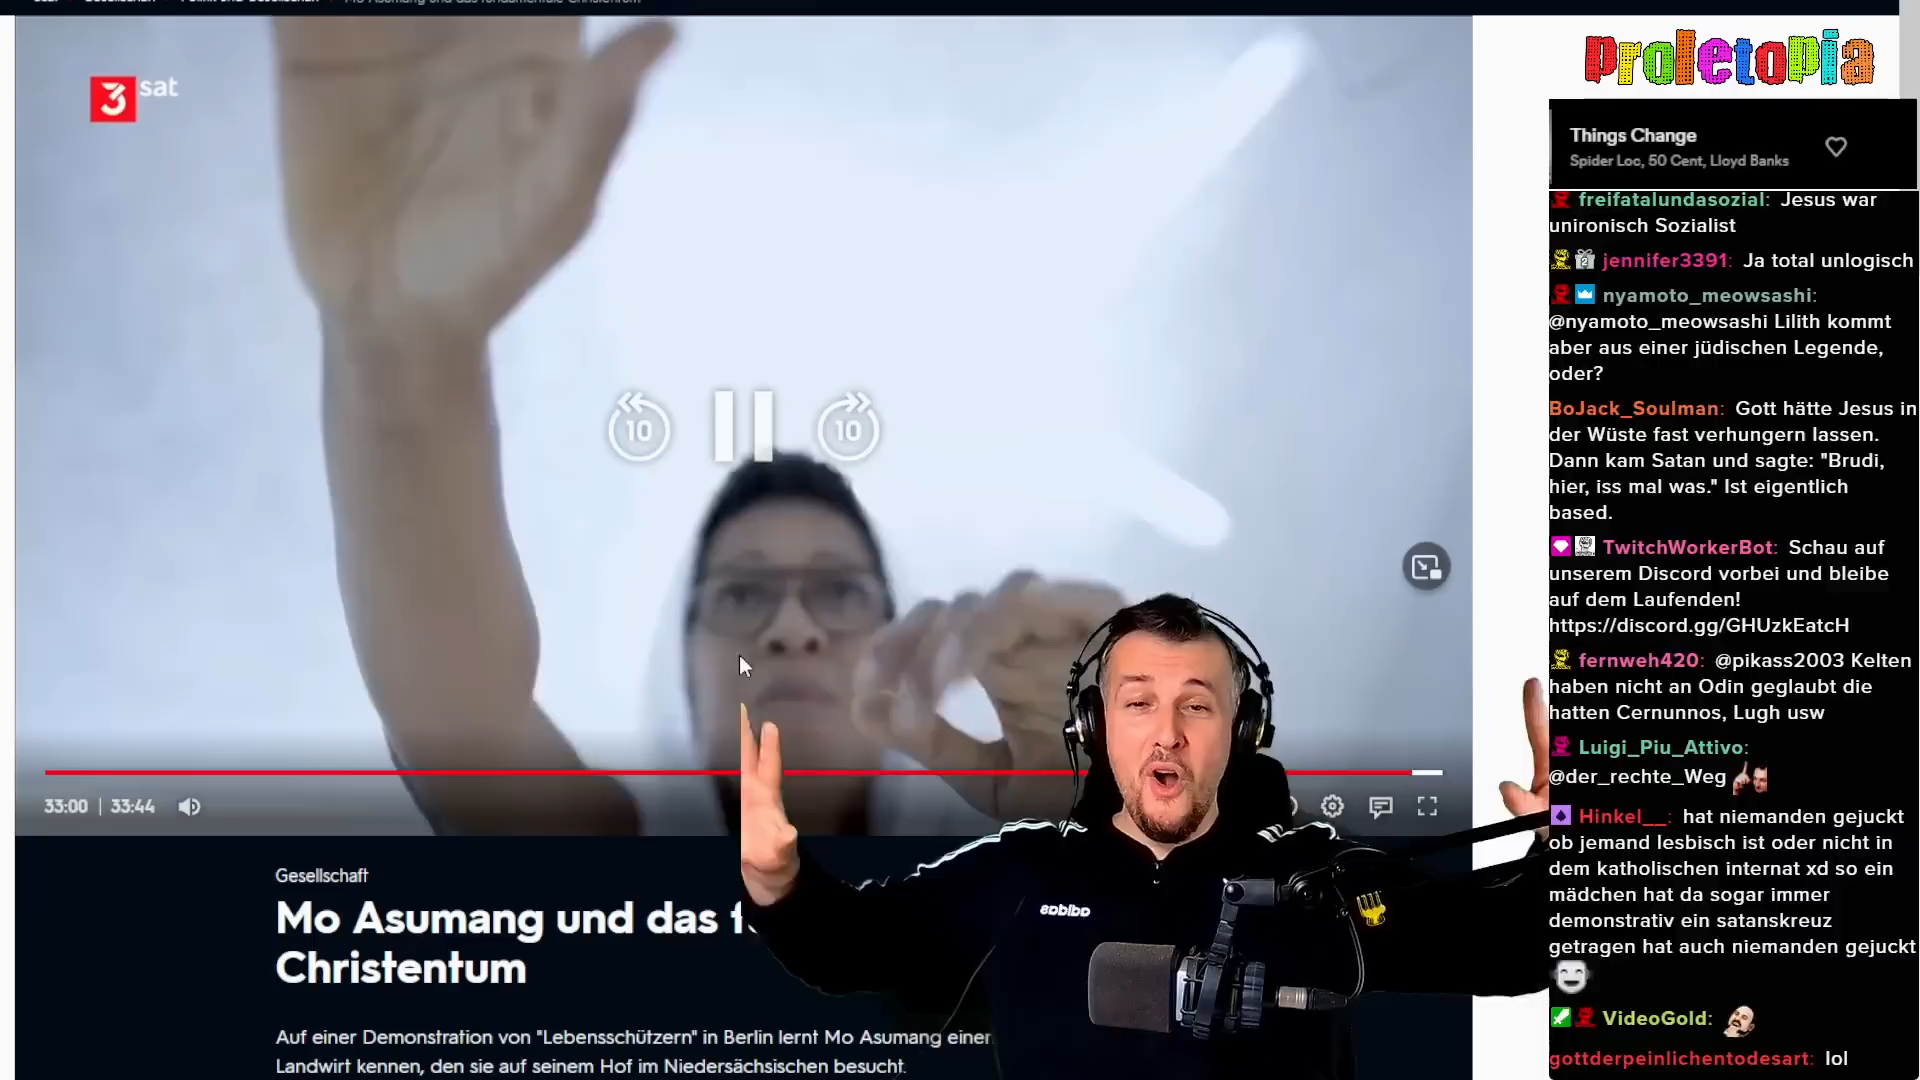 Mo Asumang und das fundamentale Christentum
3sat
Proletopia
Things Change
Spider Loc, 50 Cent, Lloyd Banks
freifatalundasozial: Jesus war
unironisch Sozialist
jennifer3391: Ja total unlogisch
nyamoto_meowsashi:
@nyamoto_meowsashi Lilith kommt
aber aus einer jüdischen Legende,
oder?
BoJack_Soulman: Gott hätte Jesus in
der Wüste fast verhungern lassen.
Dann kam Satan und sagte: "Brudi,
hier, iss mal was." Ist eigentlich
based.
TwitchWorkerBot: Schau auf
unserem Discord vorbei und bleibe
auf dem Laufenden!
https://discord.gg/GHUzkEatcH
fernweh420: @pikass2003 Kelten
haben nicht an Odin geglaubt die
hatten Cernunnos, Lugh usw
Luigi_Piu_Attivo:
@der_rechte_Weg
Hinkel__: hat niemanden gejuckt
ob jemand lesbisch ist oder nicht in
dem katholischen internat xd so ein
mädchen hat da sogar immer
demonstrativ ein satanskreuz
getragen hat auch niemanden gejuckt
VideoGold:
gottderpeinlichentodesart: lol
10
10
33:00 | 33:44
adidas
Gesellschaft
Mo Asumang und das f
Christentum
Auf einer Demonstration von "Lebensschützern" in Berlin lernt Mo Asumang einen
Landwirt kennen, den sie auf seinem Hof im Niedersächsischen besucht.